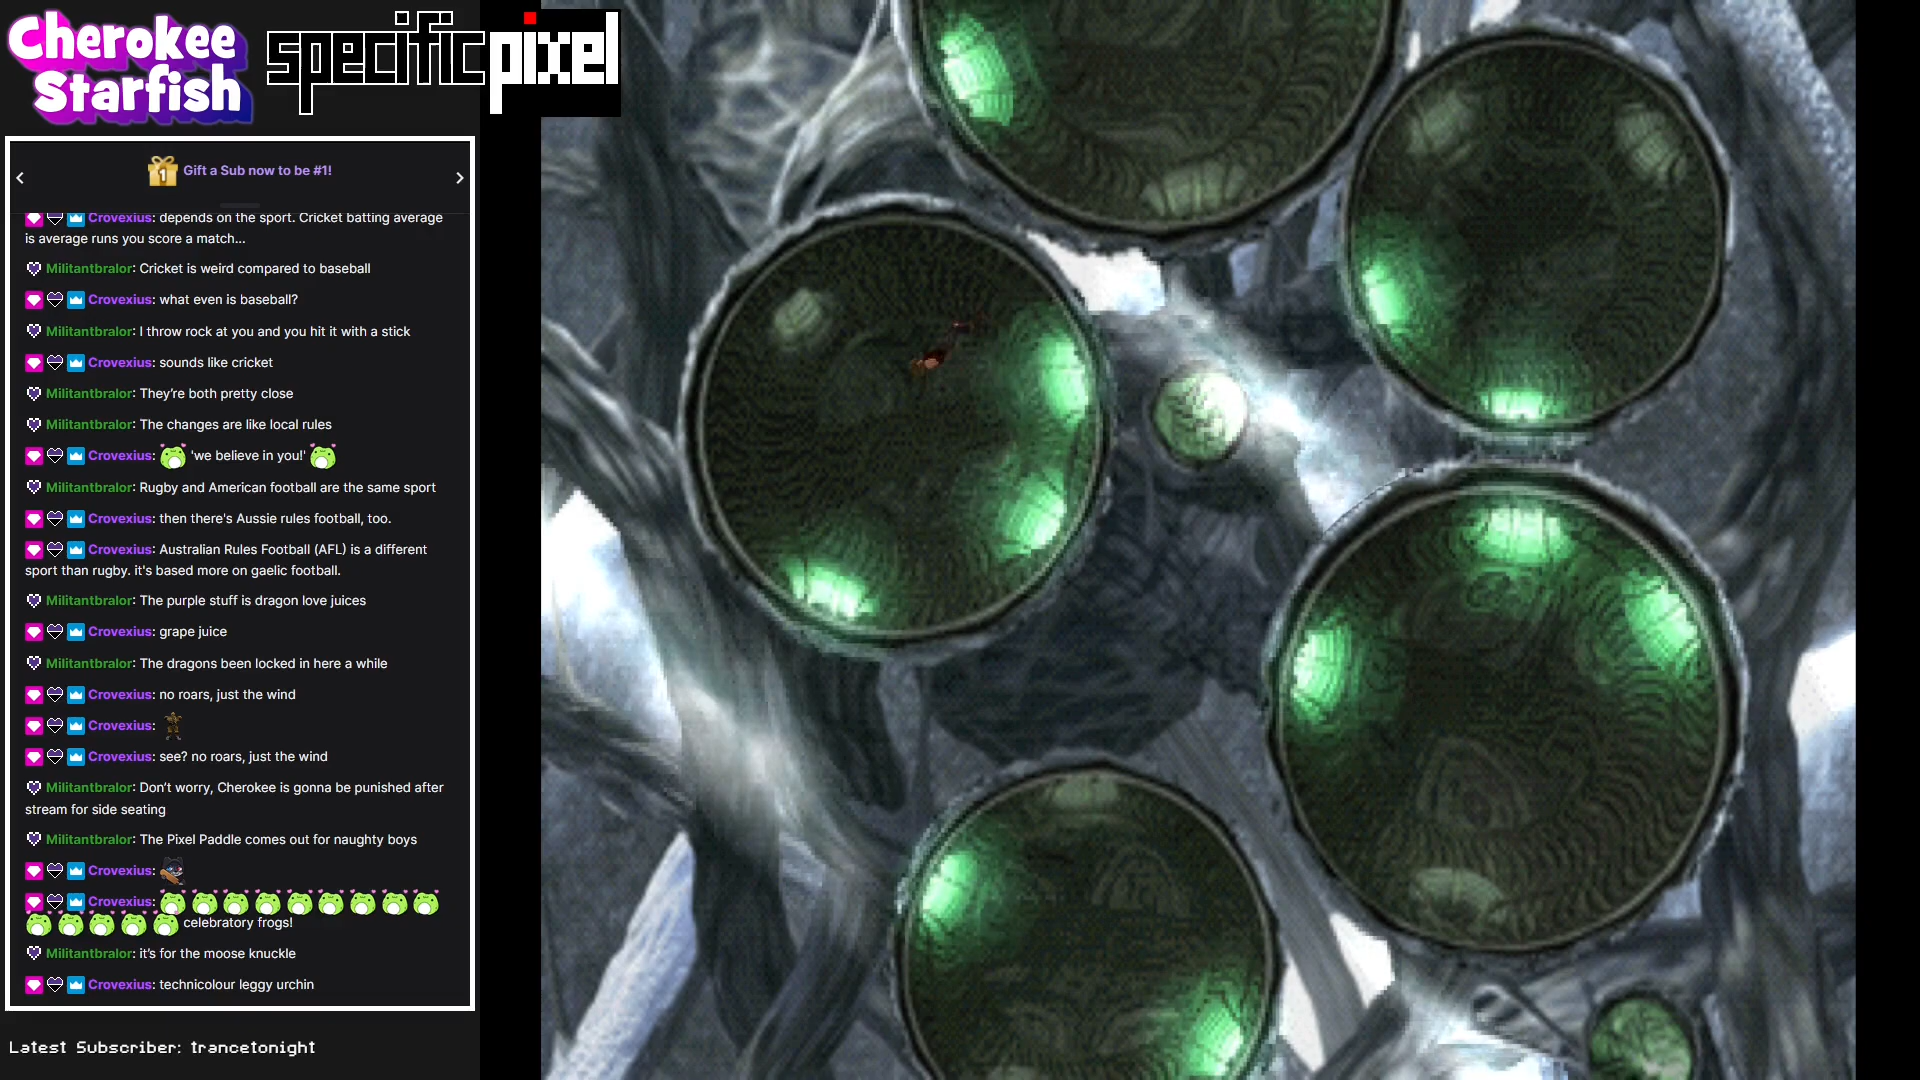 Cherokee
Starfish
specificpixel
1 Gift a Sub now to be #1!
Crovexius: depends on the sport. Cricket batting average
is average runs you score a match...
Militantbralor: Cricket is weird compared to baseball
Crovexius: what even is baseball?
Militantbralor: I throw rock at you and you hit it with a stick
Crovexius: sounds like cricket
Militantbralor: They're both pretty close
Militantbralor: The changes are like local rules
Crovexius: 'we believe in you!'
Militantbralor: Rugby and American football are the same sport
Crovexius: then there's Aussie rules football, too.
Crovexius: Australian Rules Football (AFL) is a different
sport than rugby. it's based more on gaelic football.
Militantbralor: The purple stuff is dragon love juices
Crovexius: grape juice
Militantbralor: The dragons been locked in here a while
Crovexius: no roars, just the wind
Crovexius:
Crovexius: see? no roars, just the wind
Militantbralor: Don't worry, Cherokee is gonna be punished after
stream for side seating
Militantbralor: The Pixel Paddle comes out for naughty boys
Crovexius:
Crovexius:
celebratory frogs!
Militantbralor: it's for the moose knuckle
Crovexius: technicolour leggy urchin
Latest Subscriber: trancetonight